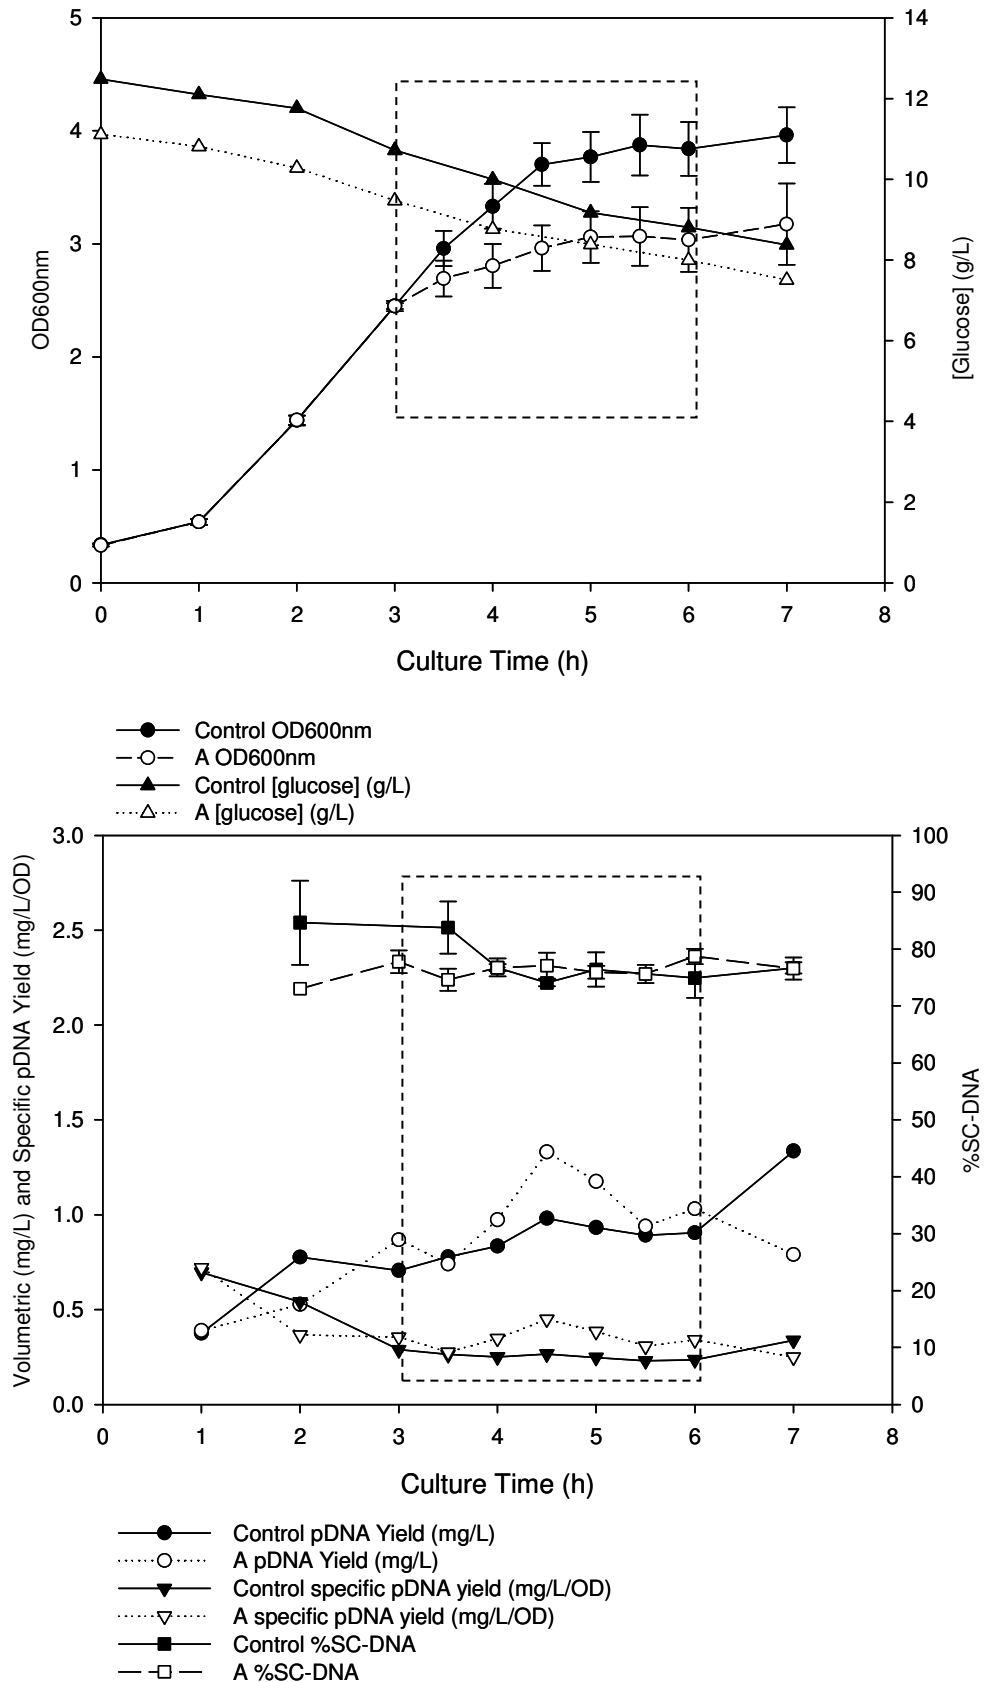 5
14
12
4
10
3
8
OD600nm
[Glucose] (g/L)
6
2
4
1
2
0
0
0 1 2 3 4 5 6 7 8
Culture Time (h)
Control OD600nm
A OD600nm
Control [glucose] (g/L)
A [glucose] (g/L)
3.0
100
90
2.5
80
70
2.0
60
Volumetric (mg/L) and Specific pDNA Yield (mg/L/OD)
%SC-DNA
1.5
50
40
1.0
30
20
0.5
10
0.0
0
0 1 2 3 4 5 6 7 8
Culture Time (h)
Control pDNA Yield (mg/L)
A pDNA Yield (mg/L)
Control specific pDNA yield (mg/L/OD)
A specific pDNA yield (mg/L/OD)
Control %SC-DNA
A %SC-DNA